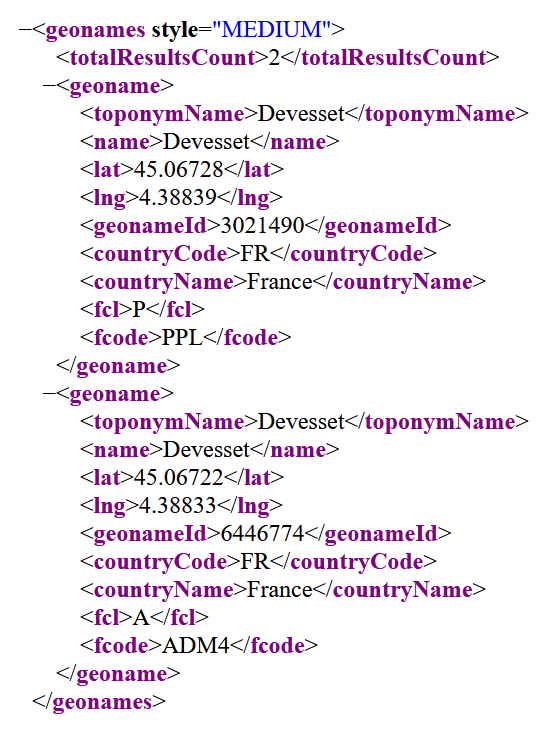 −<geonames style="MEDIUM">
<totalResultsCount>2</totalResultsCount>
−<geoname>
<toponymName>Devesset</toponymName>
<name>Devesset</name>
<lat>45.06728</lat>
<lng>4.38839</lng>
<geonameId>3021490</geonameId>
<countryCode>FR</countryCode>
<countryName>France</countryName>
<fcl>P</fcl>
<fcode>PPL</fcode>
</geoname>
−<geoname>
<toponymName>Devesset</toponymName>
<name>Devesset</name>
<lat>45.06722</lat>
<lng>4.38833</lng>
<geonameId>6446774</geonameId>
<countryCode>FR</countryCode>
<countryName>France</countryName>
<fcl>A</fcl>
<fcode>ADM4</fcode>
</geoname>
</geonames>